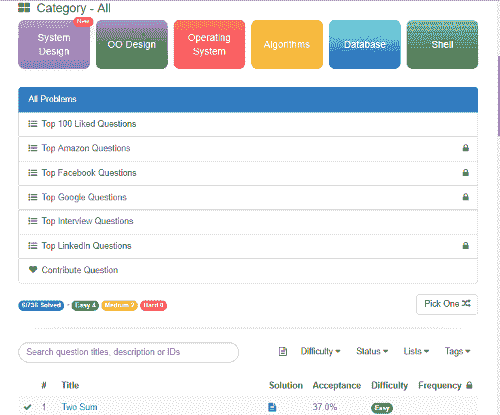 Category - All
New
System Design
OO Design
Operating System
Algorithms
Database
Shell
All Problems
Top 100 Liked Questions
Top Amazon Questions
Top Facebook Questions
Top Google Questions
Top Interview Questions
Top LinkedIn Questions
Contribute Question
6/736 Solved - Easy 4 Medium 2 Hard 0
Pick One
Search question titles, description or IDs
Difficulty Status Lists Tags
# Title Solution Acceptance Difficulty Frequency
1 Two Sum 37.0% Easy